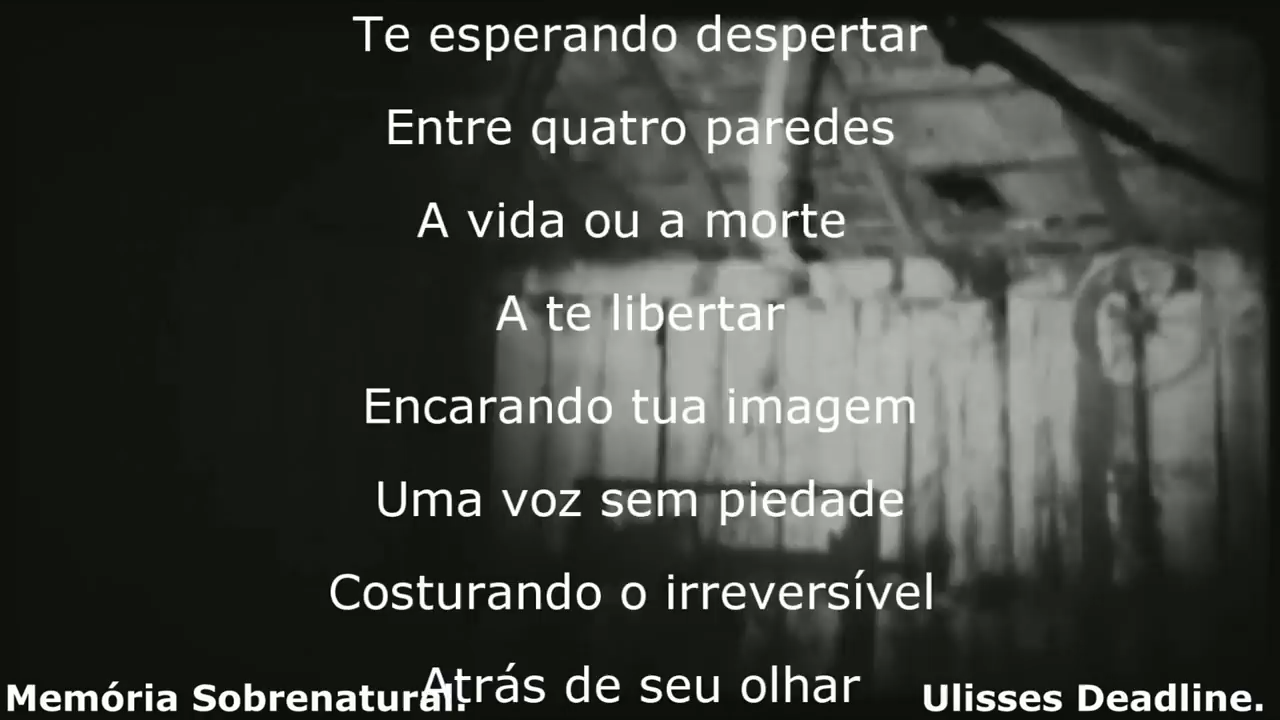 Te esperando despertar
Entre quatro paredes
A vida ou a morte
A te libertar
Encarando tua imagem
Uma voz sem piedade
Costurando o irreversível
Atrás de seu olhar
Memória Sobrenatural.
Ulisses Deadline.